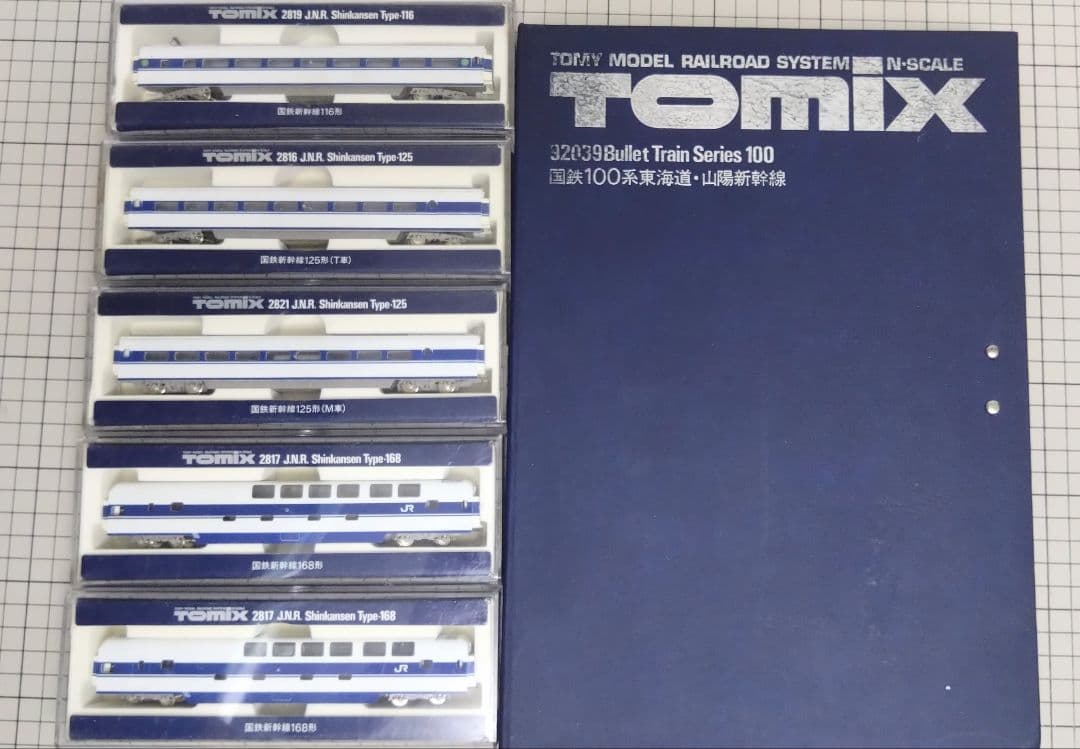 TOMIX 2819 J.N.R. Shinkansen Type-116
国鉄新幹線116形
TOMIX 2816 J.N.R. Shinkansen Type-125
国鉄新幹線125形(T車)
TOMIX 2821 J.N.R. Shinkansen Type-125
国鉄新幹線125形(M車)
TOMIX 2817 J.N.R. Shinkansen Type-168
JR
国鉄新幹線168形
TOMIX 2817 J.N.R. Shinkansen Type-168
JR
国鉄新幹線168形
TOMY MODEL RAILROAD SYSTEM N·SCALE
TOMIX
92039 Bullet Train Series 100
国鉄100系東海道・山陽新幹線